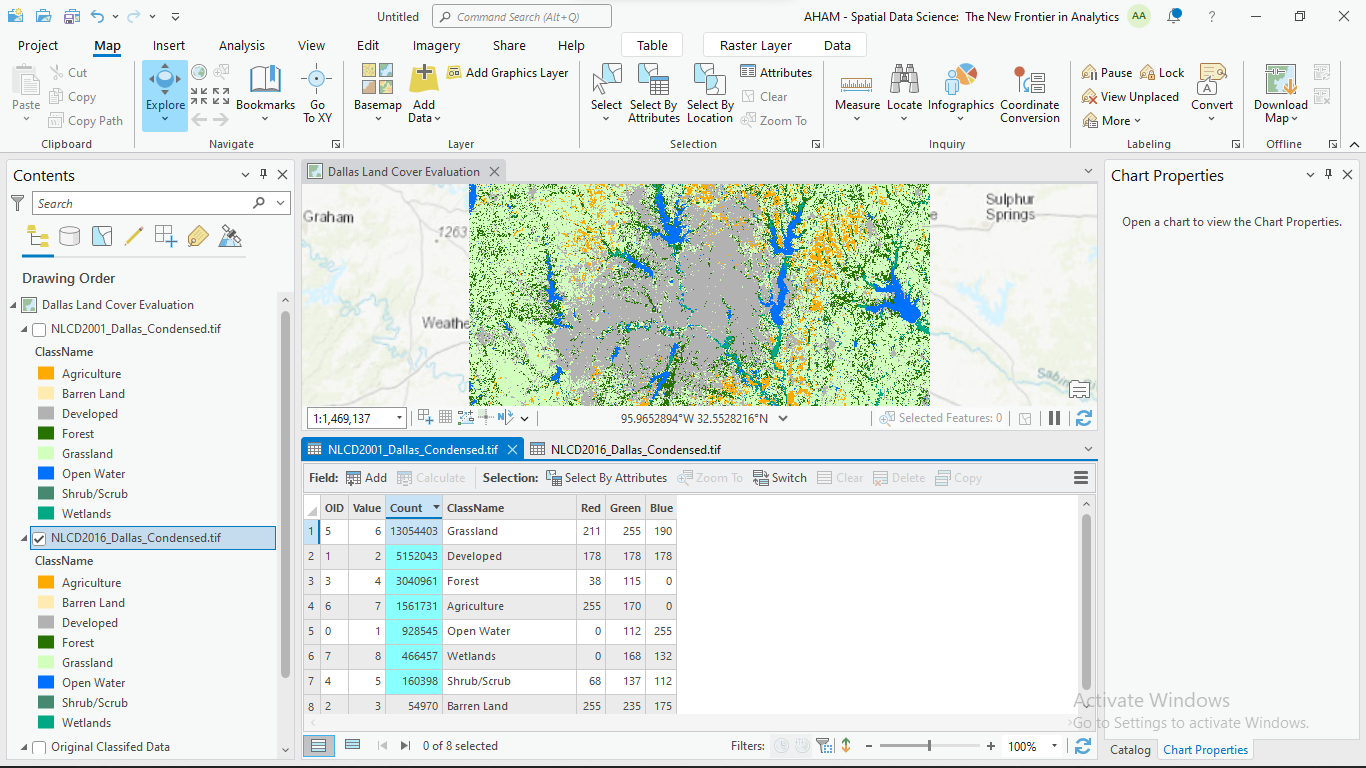 Untitled
Command Search (Alt+Q)
AHAM - Spatial Data Science: The New Frontier in Analytics
AA
?
Project
Map
Insert
Analysis
View
Edit
Imagery
Share
Help
Table
Raster Layer
Data
Paste
Cut
Copy
Copy Path
Clipboard
Explore
Bookmarks
Go
To XY
Navigate
Basemap
Add
Data
Add Graphics Layer
Layer
Select
Select By
Attributes
Select By
Location
Attributes
Clear
Zoom To
Selection
Measure
Locate
Infographics
Coordinate
Conversion
Inquiry
Pause
Lock
View Unplaced
More
Convert
Labeling
Download
Map
Offline
Contents
Search
Drawing Order
Dallas Land Cover Evaluation
NLCD2001_Dallas_Condensed.tif
ClassName
Agriculture
Barren Land
Developed
Forest
Grassland
Open Water
Shrub/Scrub
Wetlands
NLCD2016_Dallas_Condensed.tif
ClassName
Agriculture
Barren Land
Developed
Forest
Grassland
Open Water
Shrub/Scrub
Wetlands
Original Classifed Data
Dallas Land Cover Evaluation
Graham
1263
Weathe
e
Sulphur
Springs
1:1,469,137
95.9652894°W 32.5528216°N
Selected Features: 0
NLCD2001_Dallas_Condensed.tif
NLCD2016_Dallas_Condensed.tif
Field: Add Calculate Selection: Select By Attributes Zoom To Switch Clear Delete Copy
OID Value Count ClassName Red Green Blue
1 5 6 13054403 Grassland 211 255 190
2 1 2 5152043 Developed 178 178 178
3 3 4 3040961 Forest 38 115 0
4 6 7 1561731 Agriculture 255 170 0
5 0 1 928545 Open Water 0 112 255
6 7 8 466457 Wetlands 0 168 132
7 4 5 160398 Shrub/Scrub 68 137 112
8 2 3 54970 Barren Land 255 235 175
0 of 8 selected
Filters:
100%
Chart Properties
Open a chart to view the Chart Properties.
Activate Windows
Go to Settings to activate Windows.
Catalog
Chart Properties